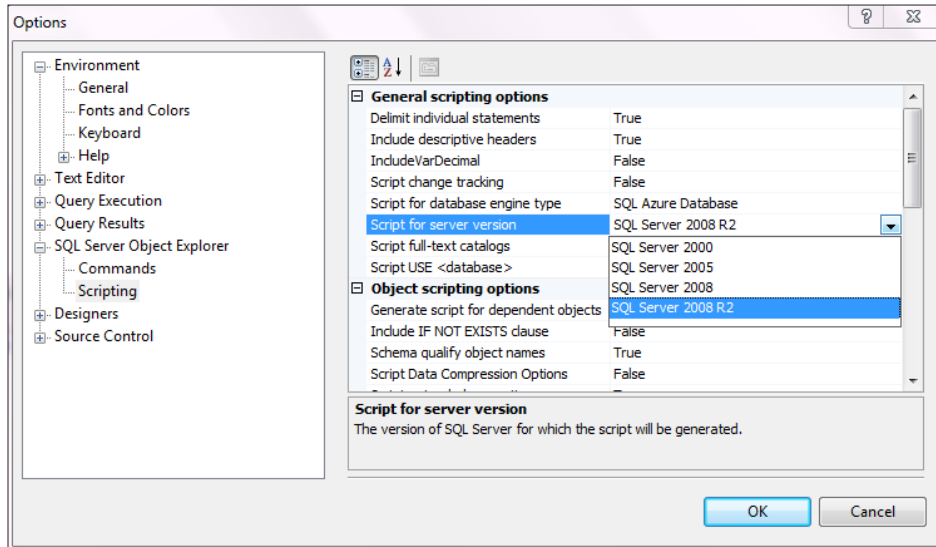 Options
Environment
General
Fonts and Colors
Keyboard
Help
Text Editor
Query Execution
Query Results
SQL Server Object Explorer
Commands
Scripting
Designers
Source Control
General scripting options
Delimit individual statements True
Include descriptive headers True
IncludeVarDecimal False
Script change tracking False
Script for database engine type SQL Azure Database
Script for server version SQL Server 2008 R2
Script full-text catalogs
Script USE <database>
SQL Server 2000
SQL Server 2005
SQL Server 2008
SQL Server 2008 R2
Object scripting options
Generate script for dependent objects
Include IF NOT EXISTS clause False
Schema qualify object names True
Script Data Compression Options False
Script for server version
The version of SQL Server for which the script will be generated.
OK Cancel